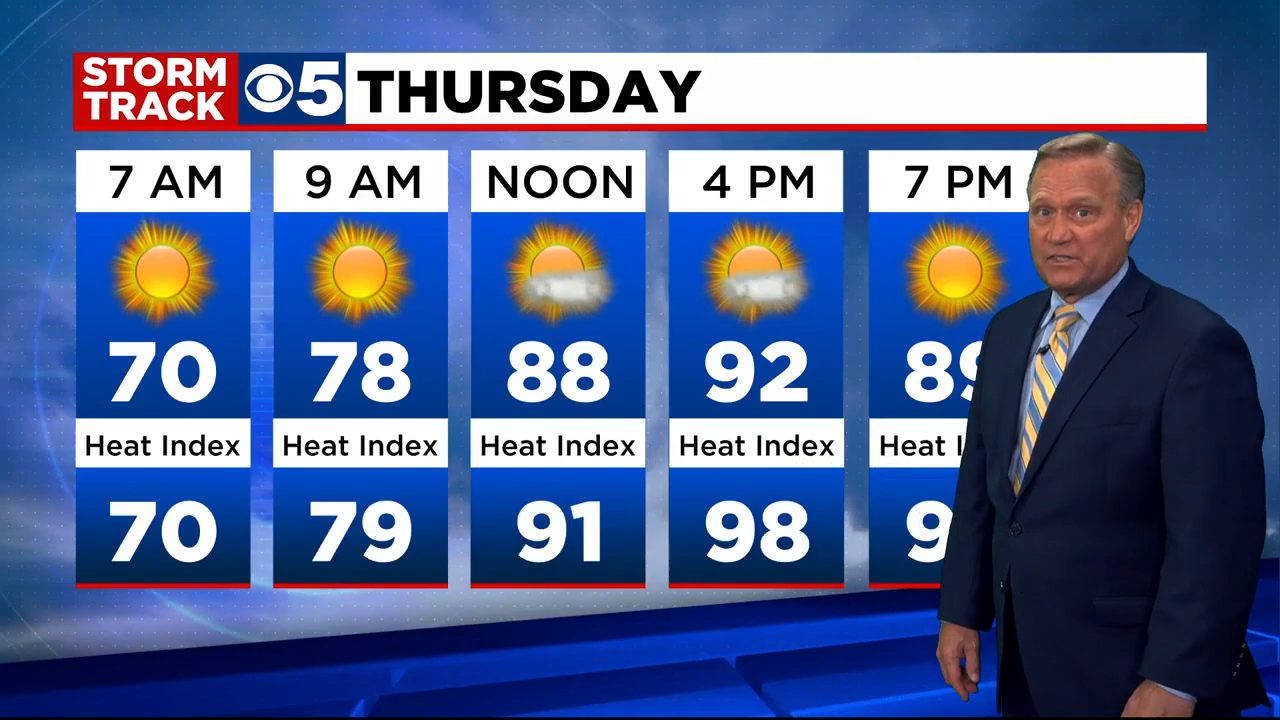 STORM
TRACK
5 THURSDAY
7 AM 9 AM NOON 4 PM 7 PM
70 78 88 92
Heat Index Heat Index Heat Index Heat Index Heat
70 79 91 98